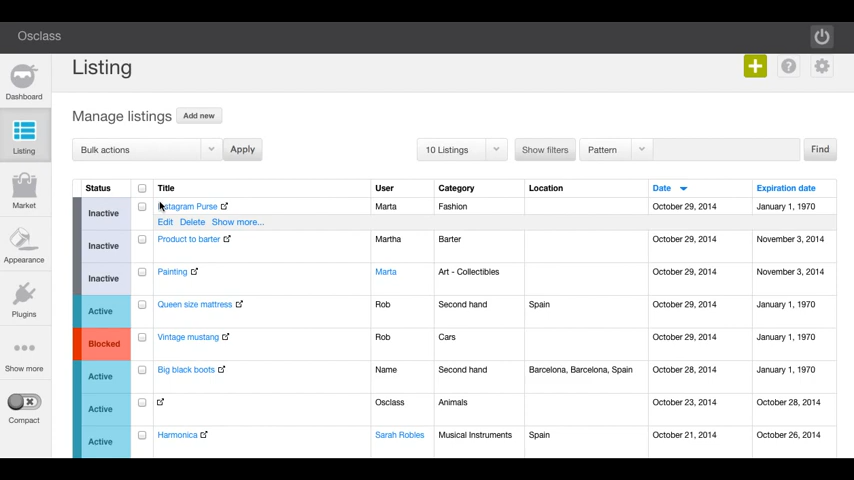 Osclass
Listing
Dashboard
Listing
Market
Appearance
Plugins
Show more
Compact
Manage listings Add new
Bulk actions Apply 10 Listings Show filters Pattern Find
Status Title User Category Location Date Expiration date
Inactive stagram Purse Marta Fashion October 29, 2014 January 1, 1970
Edit Delete Show more...
Inactive Product to barter Martha Barter October 29, 2014 November 3, 2014
Inactive Painting Marta Art - Collectibles October 29, 2014 November 3, 2014
Active Queen size mattress Rob Second hand Spain October 29, 2014 January 1, 1970
Blocked Vintage mustang Rob Cars October 29, 2014 January 1, 1970
Active Big black boots Name Second hand Barcelona, Barcelona, Spain October 28, 2014 January 1, 1970
Active Osclass Animals October 23, 2014 October 28, 2014
Active Harmonica Sarah Robles Musical Instruments Spain October 21, 2014 October 26, 2014